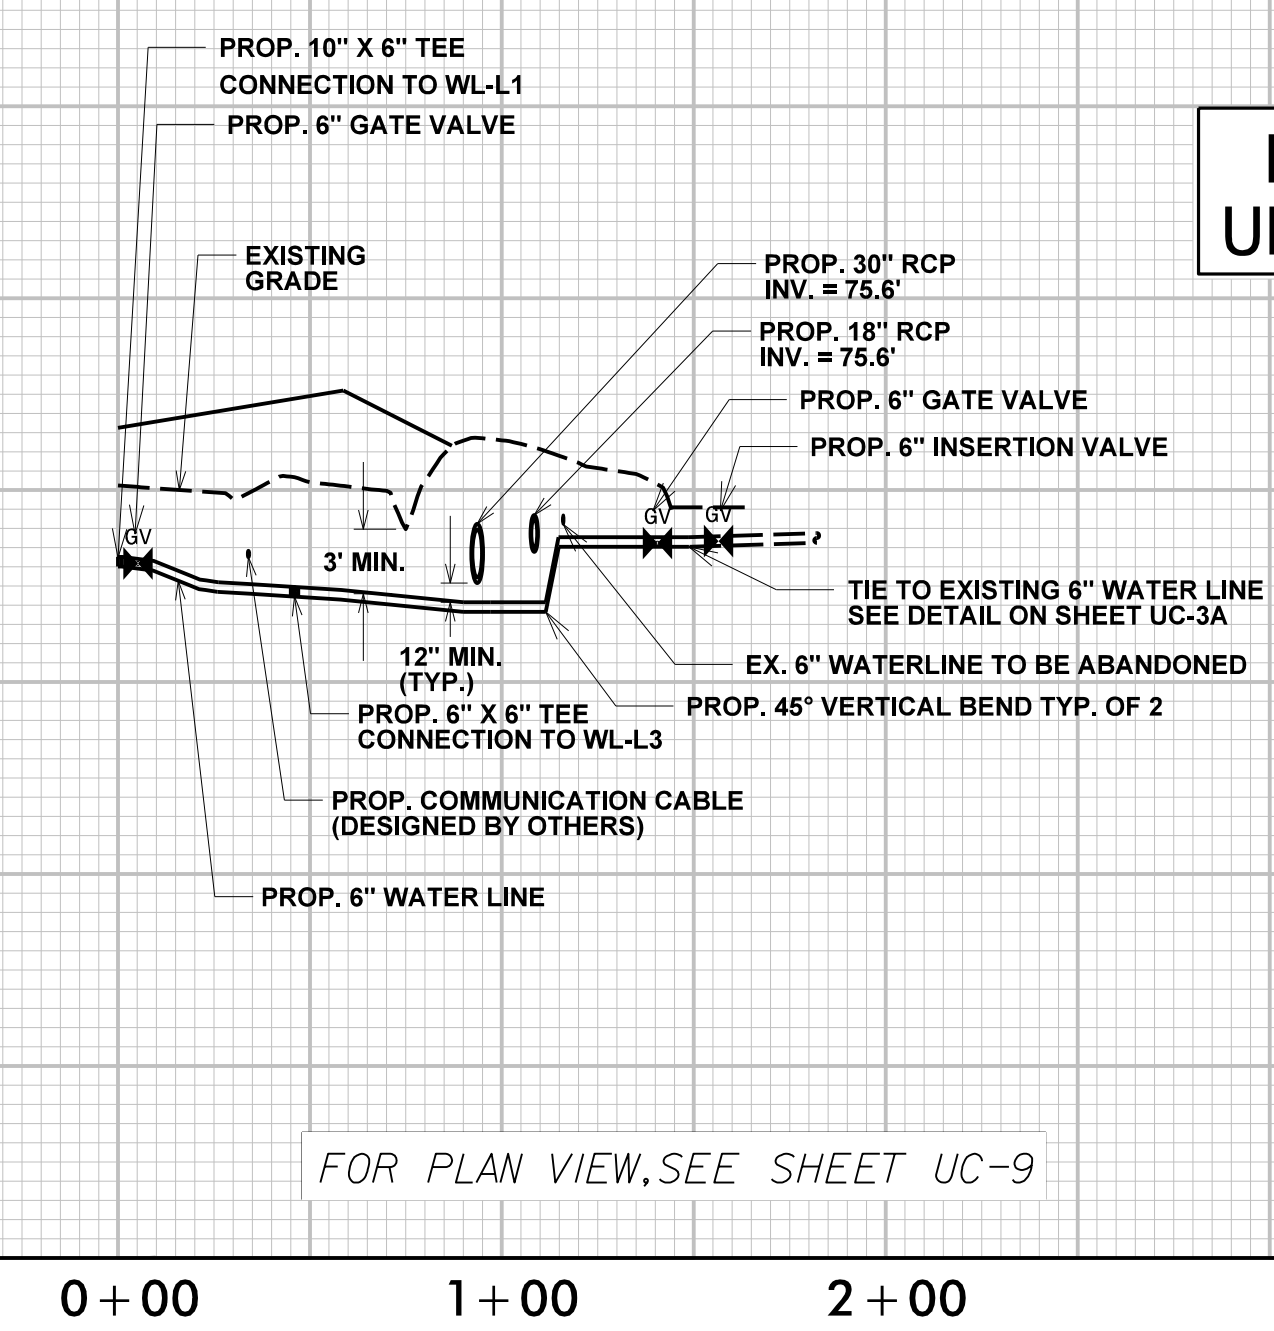 PROP. 10" X 6" TEE
CONNECTION TO WL-L1
PROP. 6" GATE VALVE
EXISTING
GRADE
PROP. 30" RCP
INV. = 75.6'
PROP. 18" RCP
INV. = 75.6'
PROP. 6" GATE VALVE
PROP. 6" INSERTION VALVE
GV
GV
GV
3' MIN.
TIE TO EXISTING 6" WATER LINE
SEE DETAIL ON SHEET UC-3A
12" MIN.
(TYP.)
EX. 6" WATERLINE TO BE ABANDONED
PROP. 45° VERTICAL BEND TYP. OF 2
PROP. 6" X 6" TEE
CONNECTION TO WL-L3
PROP. COMMUNICATION CABLE
(DESIGNED BY OTHERS)
PROP. 6" WATER LINE
FOR PLAN VIEW, SEE SHEET UC-9
0+00 1+00 2+00